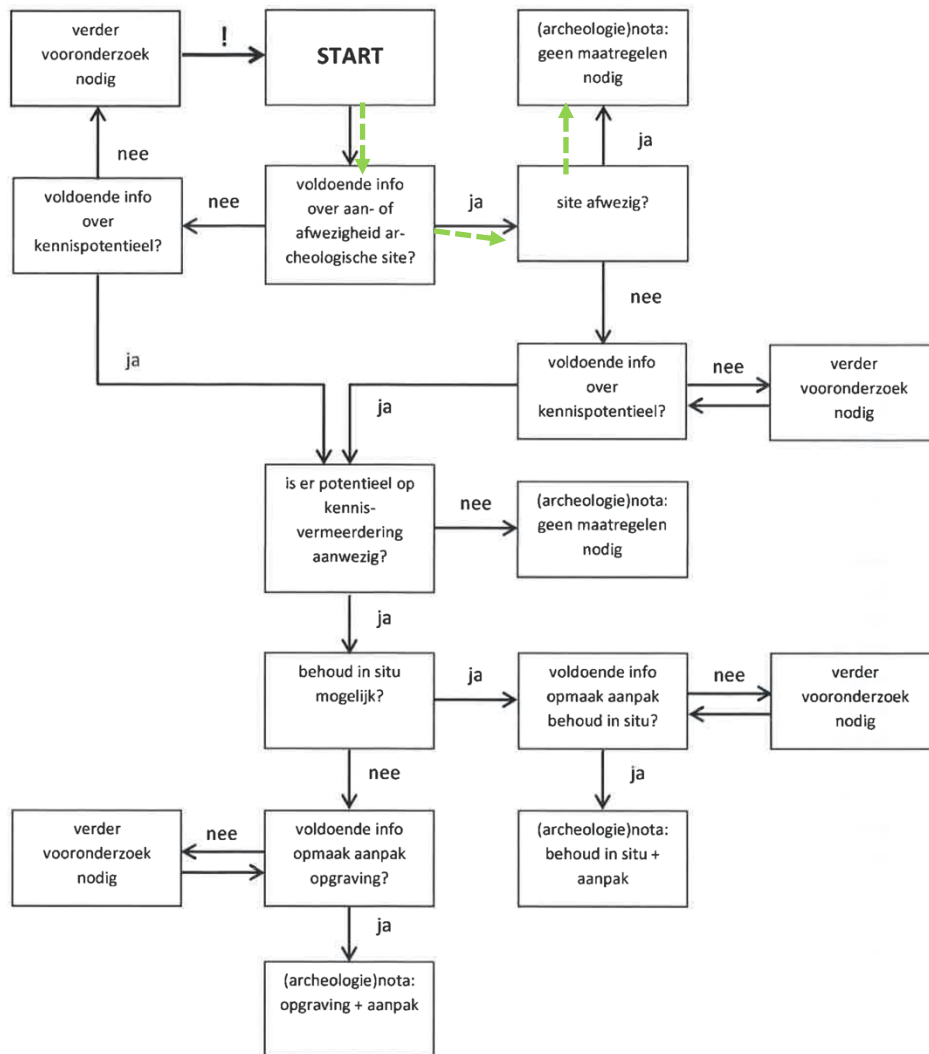 verder
vooronderzoek
nodig
!
START
(archeologie)nota:
geen maatregelen
nodig
nee
ja
voldoende info
over
kennispotentieel?
nee
voldoende info
over aan- of
afwezigheid ar-
cheologische site?
ja
site afwezig?
nee
ja
voldoende info
over
kennispotentieel?
nee
verder
vooronderzoek
nodig
ja
is er potentieel op
kennis-
vermeerdering
aanwezig?
nee
(archeologie)nota:
geen maatregelen
nodig
ja
behoud in situ
mogelijk?
ja
voldoende info
opmaak aanpak
behoud in situ?
nee
verder
vooronderzoek
nodig
nee
ja
verder
vooronderzoek
nodig
nee
voldoende info
opmaak aanpak
opgraving?
(archeologie)nota:
behoud in situ +
aanpak
ja
(archeologie)nota:
opgraving + aanpak